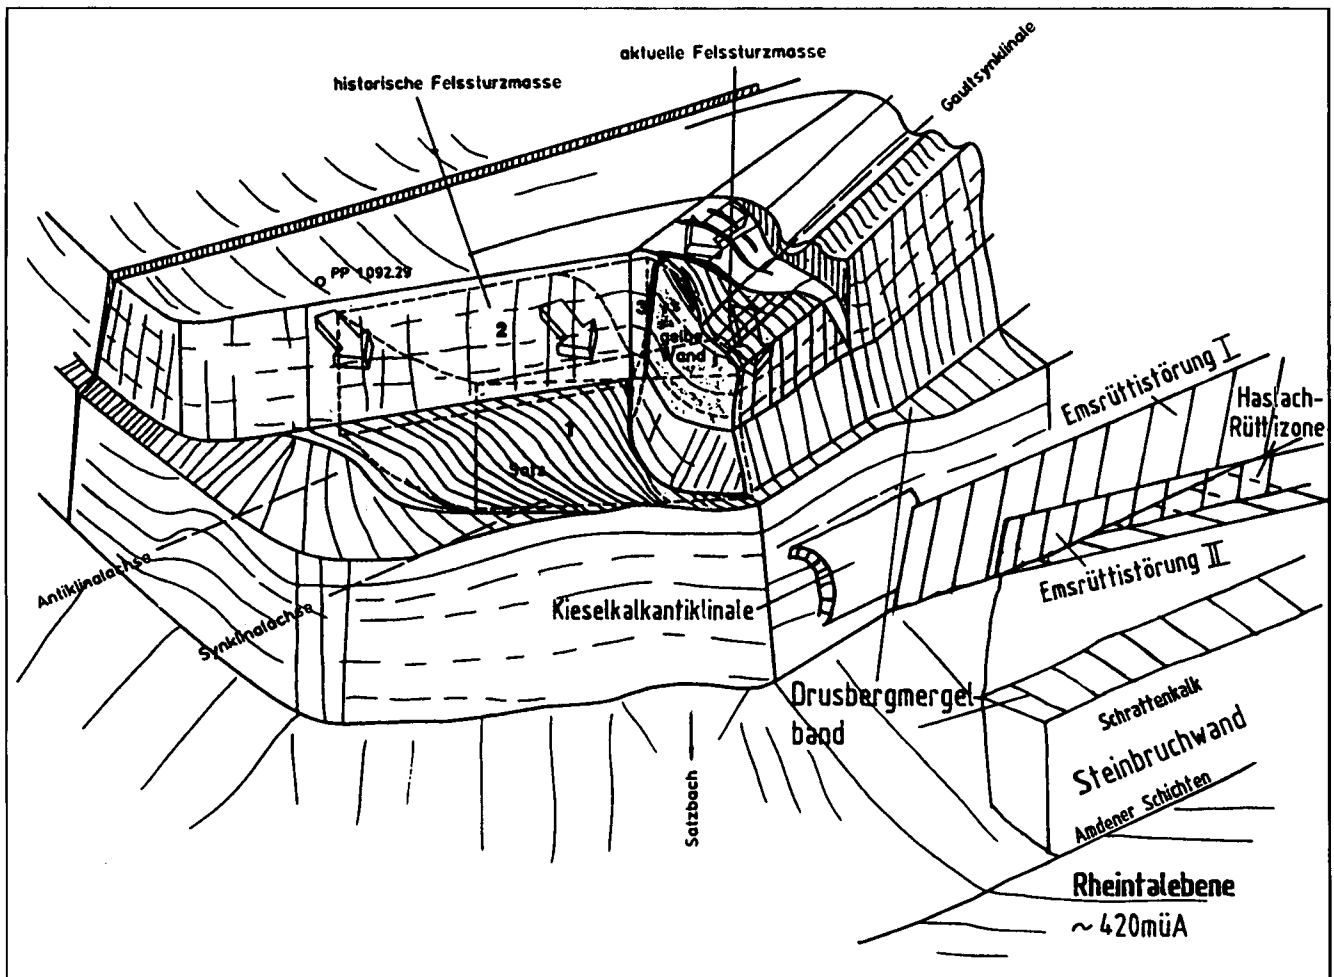 aktuelle Felssturzmasse
historische Felssturzmasse
Gaultsynklinale
PP 1092.29
2
3
gelbe
Wand
1
Satz
Emsrüttistörung I
Haslach-
Rüttizone
Antiklinalachse
Synklinalachse
Kieselkalkantiklinale
Emsrüttistörung II
Drusbergmergel-
band
Schrattenkalk
Steinbruchwand
Amdener Schichten
Satzbach
Rheintalebene
~ 420müA